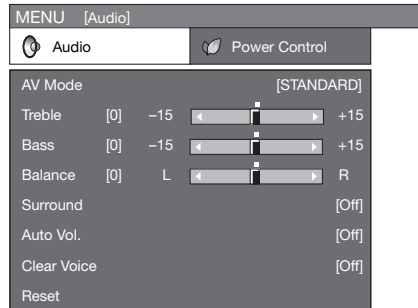 MENU [Audio]
Audio Power Control
AV Mode [STANDARD]
Treble [0] –15 +15
Bass [0] –15 +15
Balance [0] L R
Surround [Off]
Auto Vol. [Off]
Clear Voice [Off]
Reset